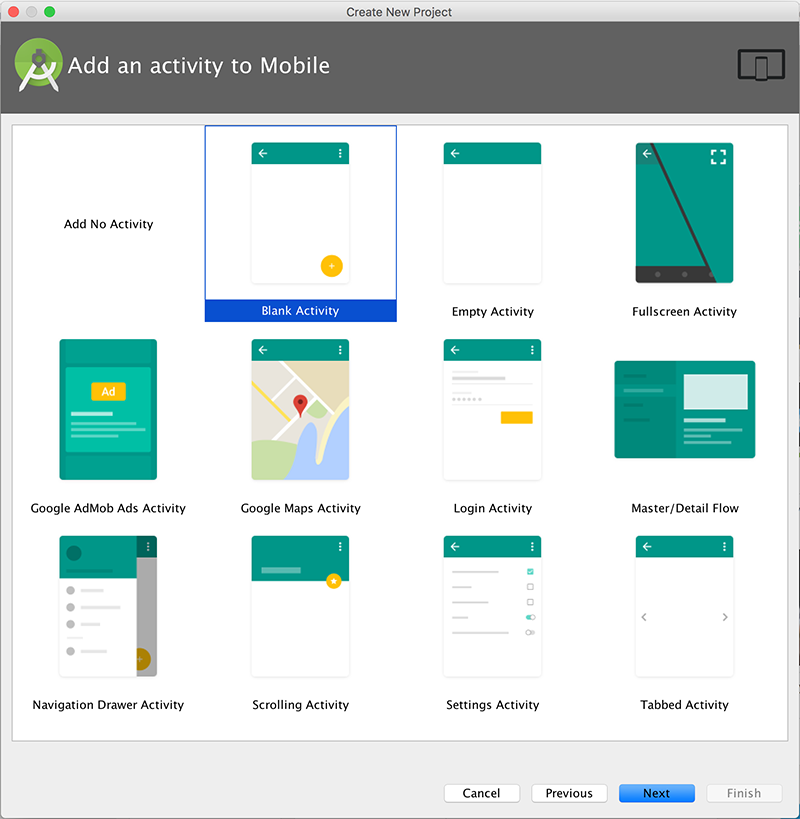 Create New Project
Add an activity to Mobile
Add No Activity
Blank Activity
Empty Activity
Fullscreen Activity
Ad
Google AdMob Ads Activity
Google Maps Activity
Login Activity
Master/Detail Flow
Navigation Drawer Activity
Scrolling Activity
Settings Activity
Tabbed Activity
Cancel
Previous
Next
Finish